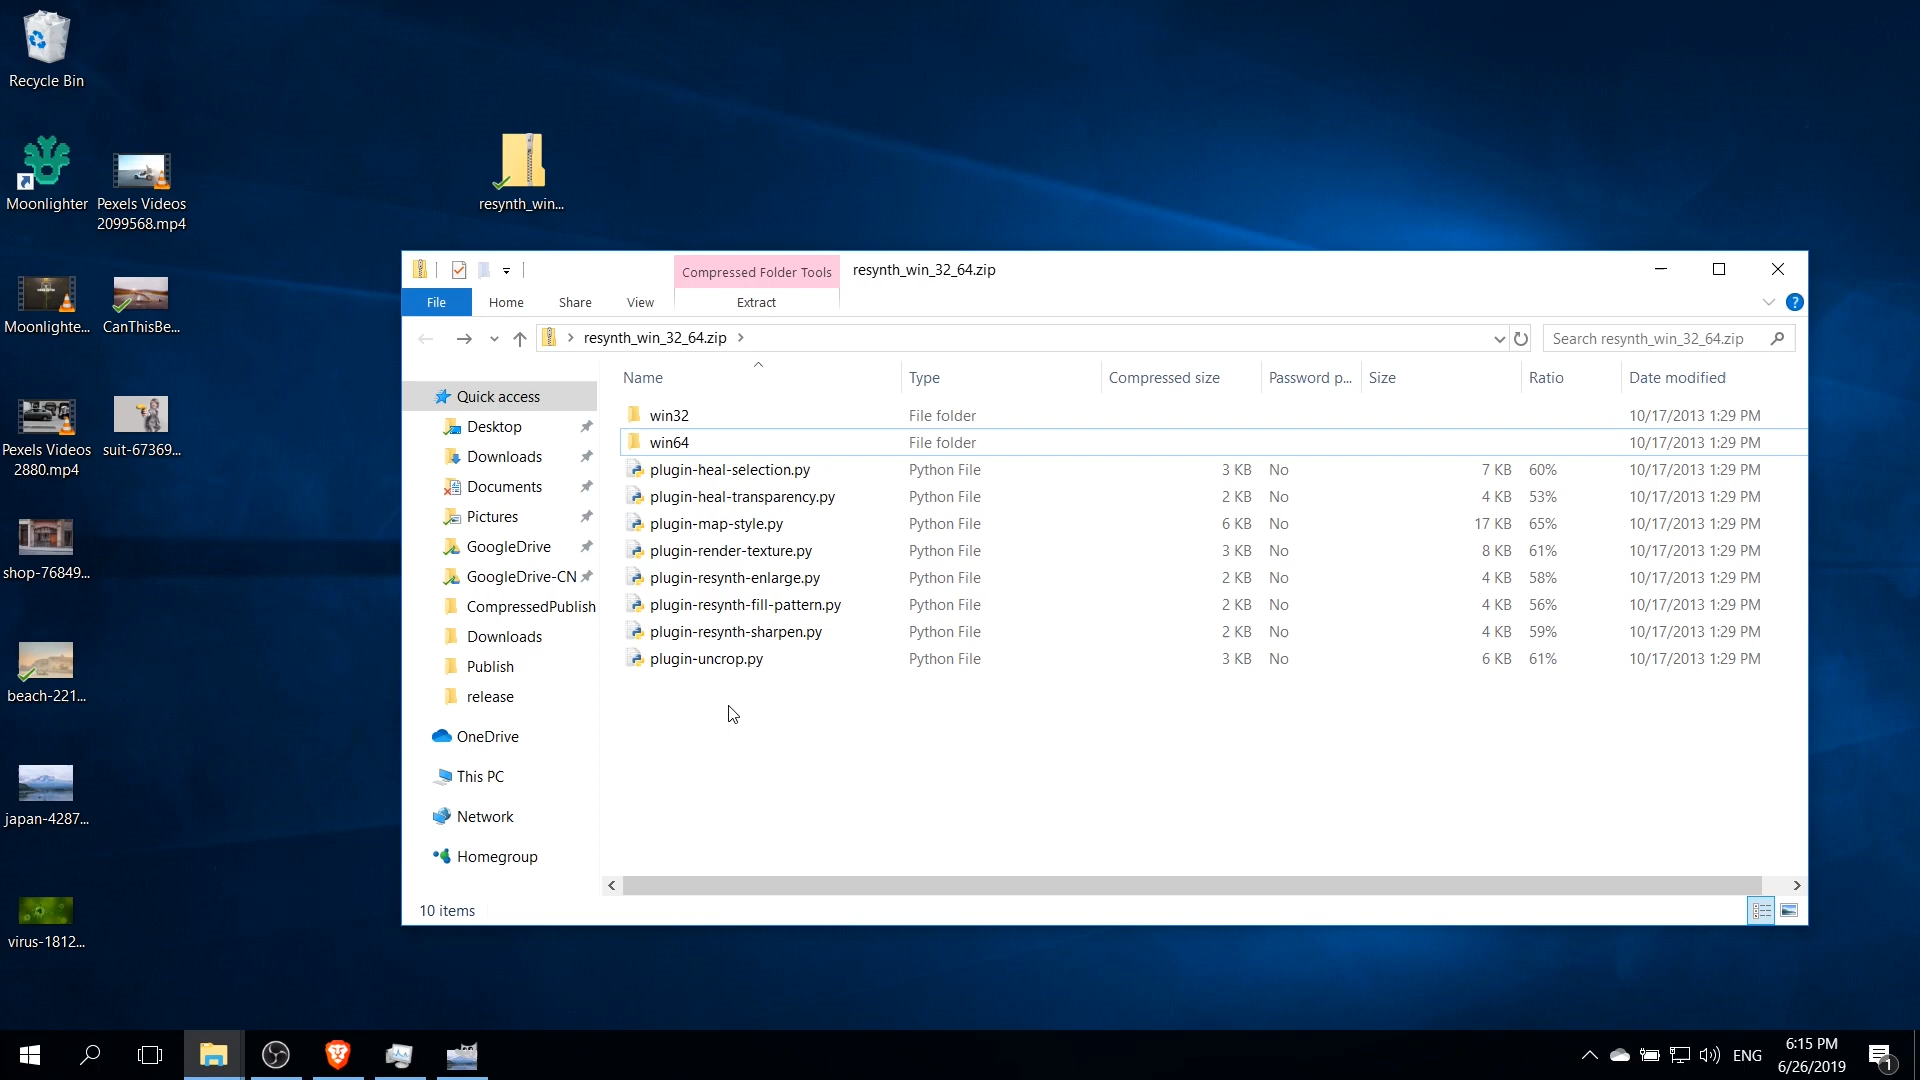 Recycle Bin
Moonlighter
Pexels Videos
2099568.mp4
Moonlighte...
CanThisBe...
Pexels Videos
2880.mp4
suit-67369...
shop-76849...
beach-221...
japan-4287...
virus-1812...
resynth_win...
Compressed Folder Tools
resynth_win_32_64.zip
File
Home
Share
View
Extract
resynth_win_32_64.zip
Search resynth_win_32_64.zip
Quick access
Desktop
Downloads
Documents
Pictures
GoogleDrive
GoogleDrive-CN
CompressedPublish
Downloads
Publish
release
OneDrive
This PC
Network
Homegroup
Name Type Compressed size Password p... Size Ratio Date modified
win32 File folder 10/17/2013 1:29 PM
win64 File folder 10/17/2013 1:29 PM
plugin-heal-selection.py Python File 3 KB No 7 KB 60% 10/17/2013 1:29 PM
plugin-heal-transparency.py Python File 2 KB No 4 KB 53% 10/17/2013 1:29 PM
plugin-map-style.py Python File 6 KB No 17 KB 65% 10/17/2013 1:29 PM
plugin-render-texture.py Python File 3 KB No 8 KB 61% 10/17/2013 1:29 PM
plugin-resynth-enlarge.py Python File 2 KB No 4 KB 58% 10/17/2013 1:29 PM
plugin-resynth-fill-pattern.py Python File 2 KB No 4 KB 56% 10/17/2013 1:29 PM
plugin-resynth-sharpen.py Python File 2 KB No 4 KB 59% 10/17/2013 1:29 PM
plugin-uncrop.py Python File 3 KB No 6 KB 61% 10/17/2013 1:29 PM
10 items
ENG
6:15 PM
6/26/2019
1